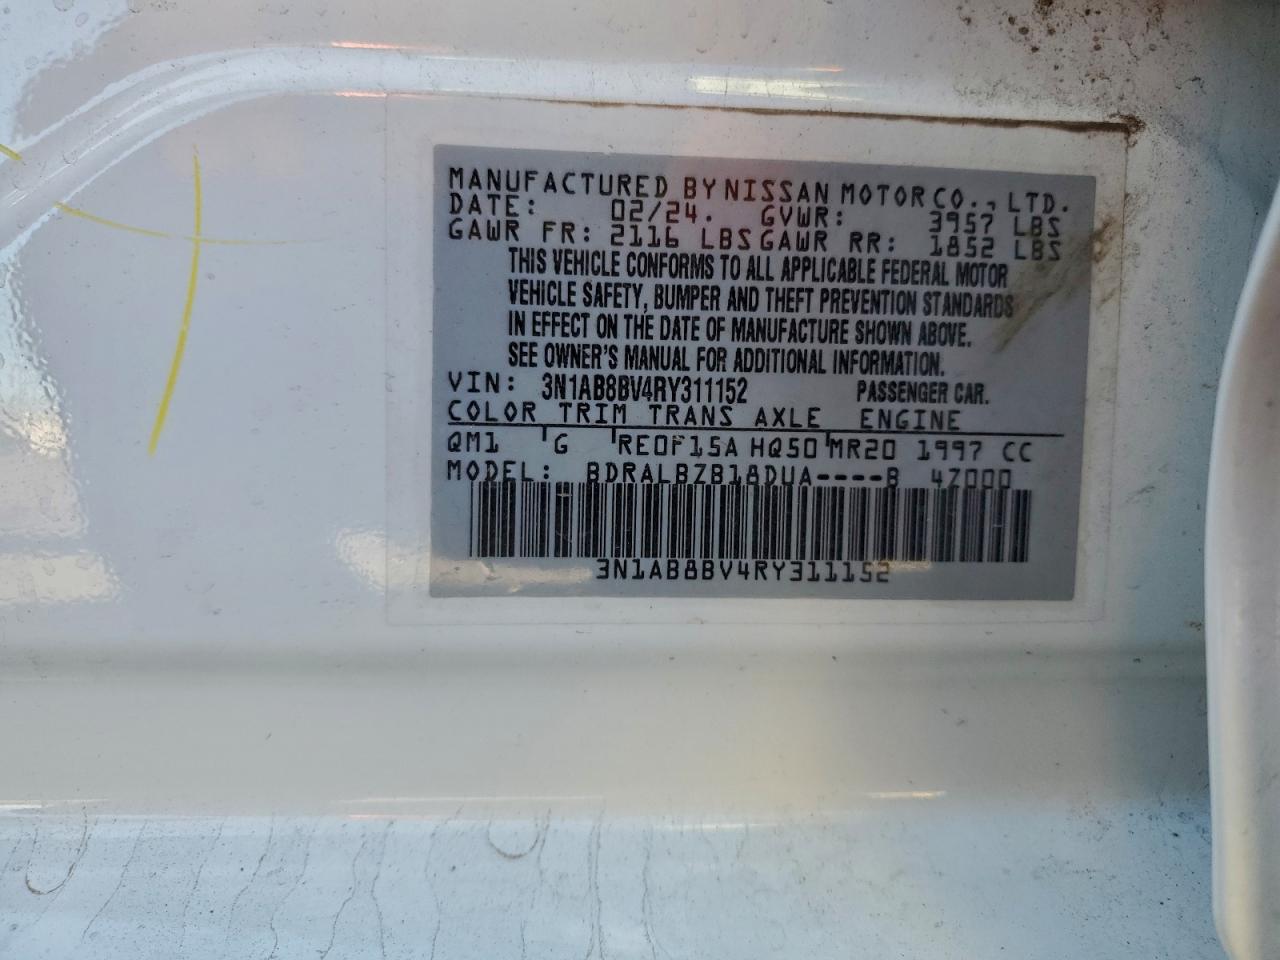 MANUFACTURED BY NISSAN MOTOR CO., LTD.
DATE: 02/24. GVWR: 3957 LBS
GAWR FR: 2116 LBS GAWR RR: 1852 LBS
THIS VEHICLE CONFORMS TO ALL APPLICABLE FEDERAL MOTOR
VEHICLE SAFETY, BUMPER AND THEFT PREVENTION STANDARDS
IN EFFECT ON THE DATE OF MANUFACTURE SHOWN ABOVE.
SEE OWNER'S MANUAL FOR ADDITIONAL INFORMATION.
VIN: 3N1AB8BV4RY311152 PASSENGER CAR.
COLOR TRIM TRANS AXLE ENGINE
QM1 G RE0F15A HQ50 MR20 1997 CC
MODEL: BDRALBZB18DUA----B 47000
3N1AB8BV4RY311152